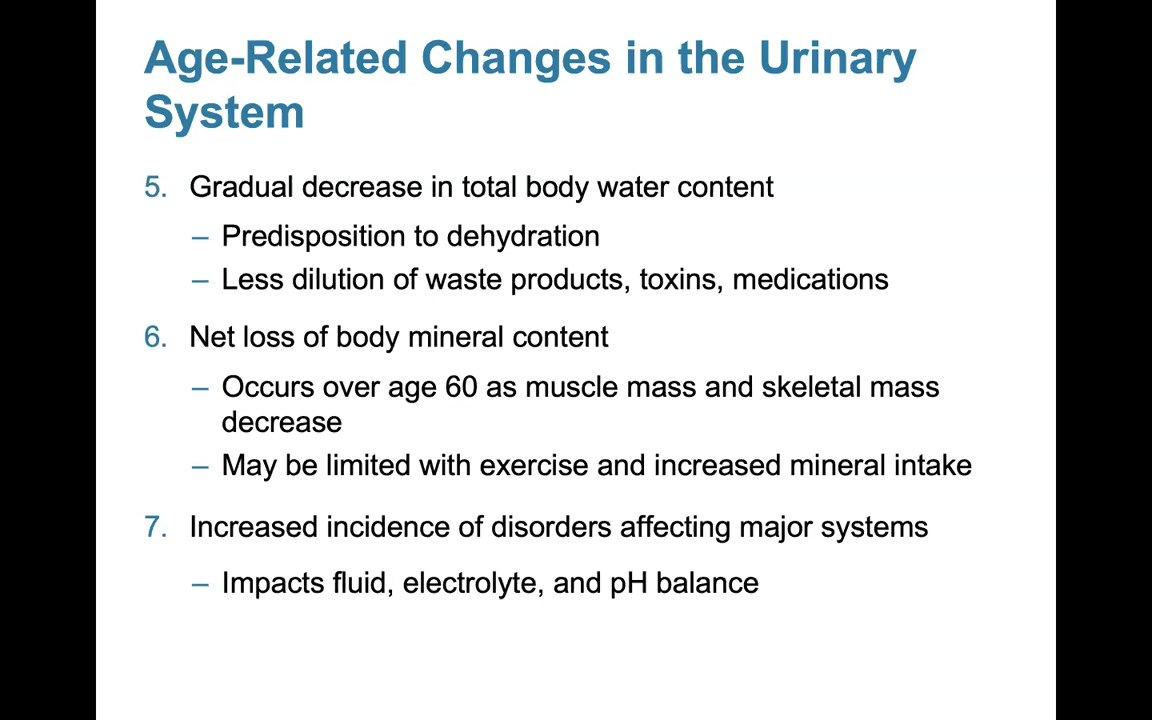 Age-Related Changes in the Urinary
System
5. Gradual decrease in total body water content
– Predisposition to dehydration
– Less dilution of waste products, toxins, medications
6. Net loss of body mineral content
– Occurs over age 60 as muscle mass and skeletal mass
decrease
– May be limited with exercise and increased mineral intake
7. Increased incidence of disorders affecting major systems
– Impacts fluid, electrolyte, and pH balance